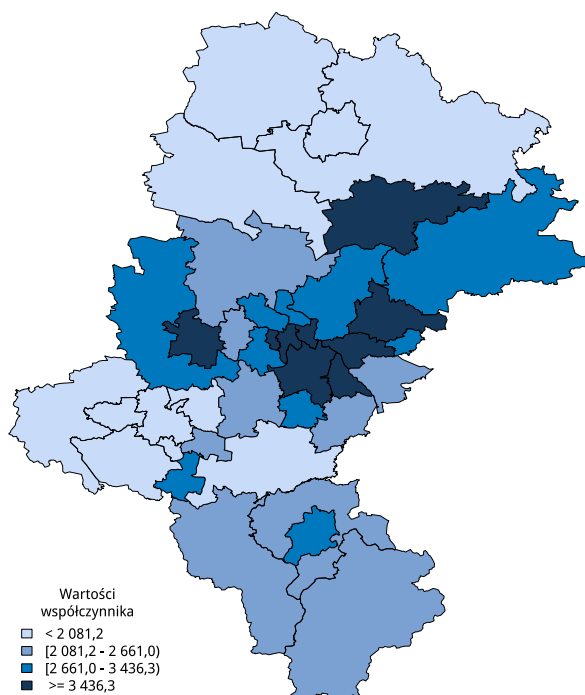 Wartości
współczynnika
< 2 081,2
[2 081,2 - 2 661,0)
[2 661,0 - 3 436,3)
>= 3 436,3